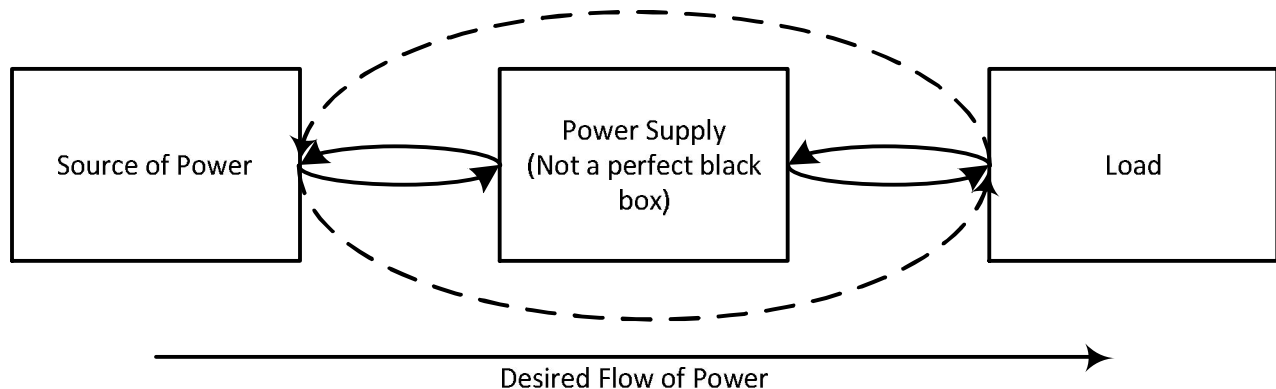 Source of Power
Power Supply
(Not a perfect black
box)
Load
Desired Flow of Power